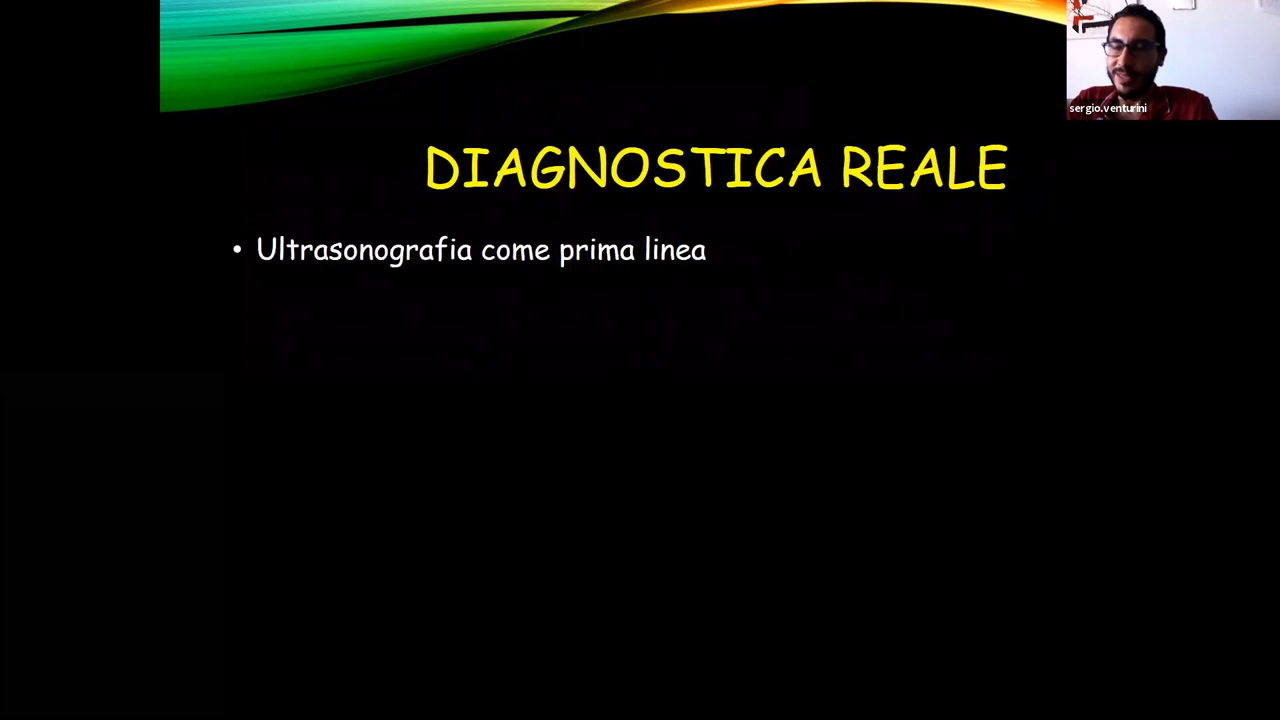 sergio.venturini
DIAGNOSTICA REALE
• Ultrasonografia come prima linea